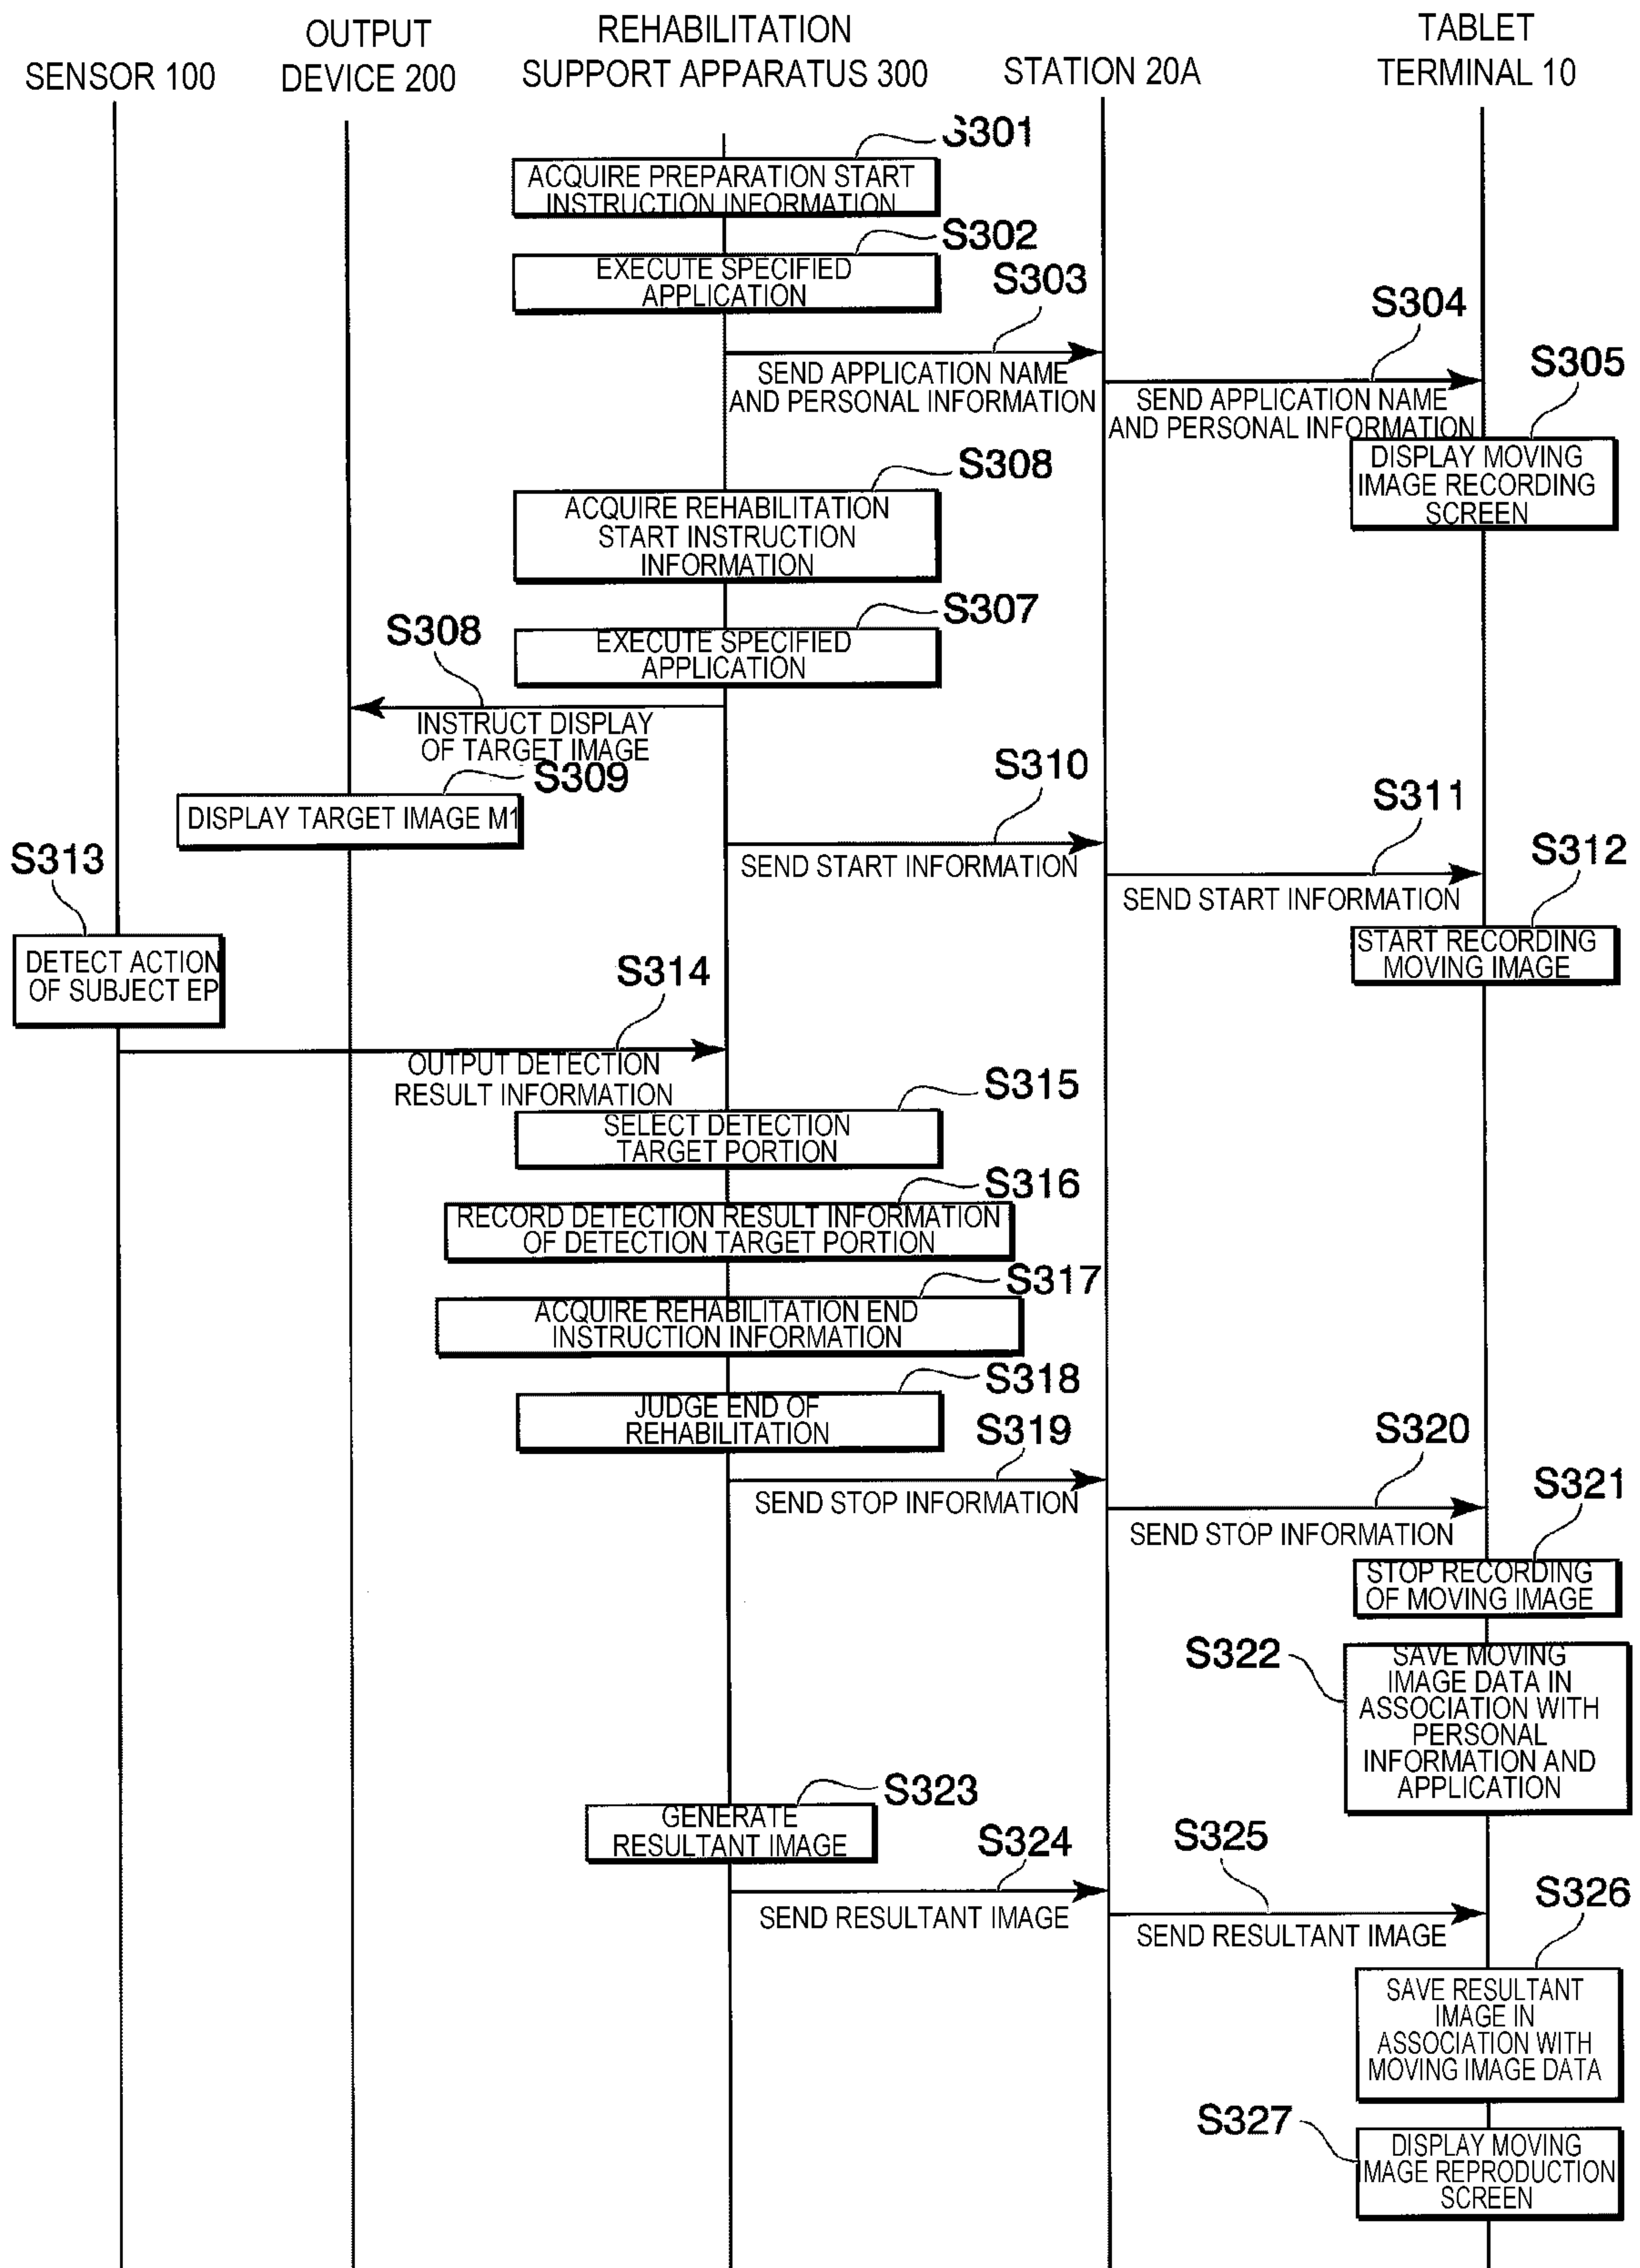 SENSOR 100
OUTPUT
DEVICE 200
REHABILITATION
SUPPORT APPARATUS 300
STATION 20A
TABLET
TERMINAL 10
S301
ACQUIRE PREPARATION START
INSTRUCTION INFORMATION
S302
EXECUTE SPECIFIED
APPLICATION
S303
SEND APPLICATION NAME
AND PERSONAL INFORMATION
S304
SEND APPLICATION NAME
AND PERSONAL INFORMATION
S305
DISPLAY MOVING
IMAGE RECORDING
SCREEN
S308
ACQUIRE REHABILITATION
START INSTRUCTION
INFORMATION
S307
EXECUTE SPECIFIED
APPLICATION
S308
INSTRUCT DISPLAY
OF TARGET IMAGE
S309
DISPLAY TARGET IMAGE M1
S310
SEND START INFORMATION
S311
SEND START INFORMATION
S312
START RECORDING
MOVING IMAGE
S313
DETECT ACTION
OF SUBJECT EP
S314
OUTPUT DETECTION
RESULT INFORMATION
S315
SELECT DETECTION
TARGET PORTION
S316
RECORD DETECTION RESULT INFORMATION
OF DETECTION TARGET PORTION
S317
ACQUIRE REHABILITATION END
INSTRUCTION INFORMATION
S318
JUDGE END OF
REHABILITATION
S319
SEND STOP INFORMATION
S320
SEND STOP INFORMATION
S321
STOP RECORDING
OF MOVING IMAGE
S322
SAVE MOVING
IMAGE DATA IN
ASSOCIATION WITH
PERSONAL
INFORMATION AND
APPLICATION
S323
GENERATE
RESULTANT IMAGE
S324
SEND RESULTANT IMAGE
S325
SEND RESULTANT IMAGE
S326
SAVE RESULTANT
IMAGE IN
ASSOCIATION WITH
MOVING IMAGE DATA
S327
DISPLAY MOVING
IMAGE REPRODUCTION
SCREEN